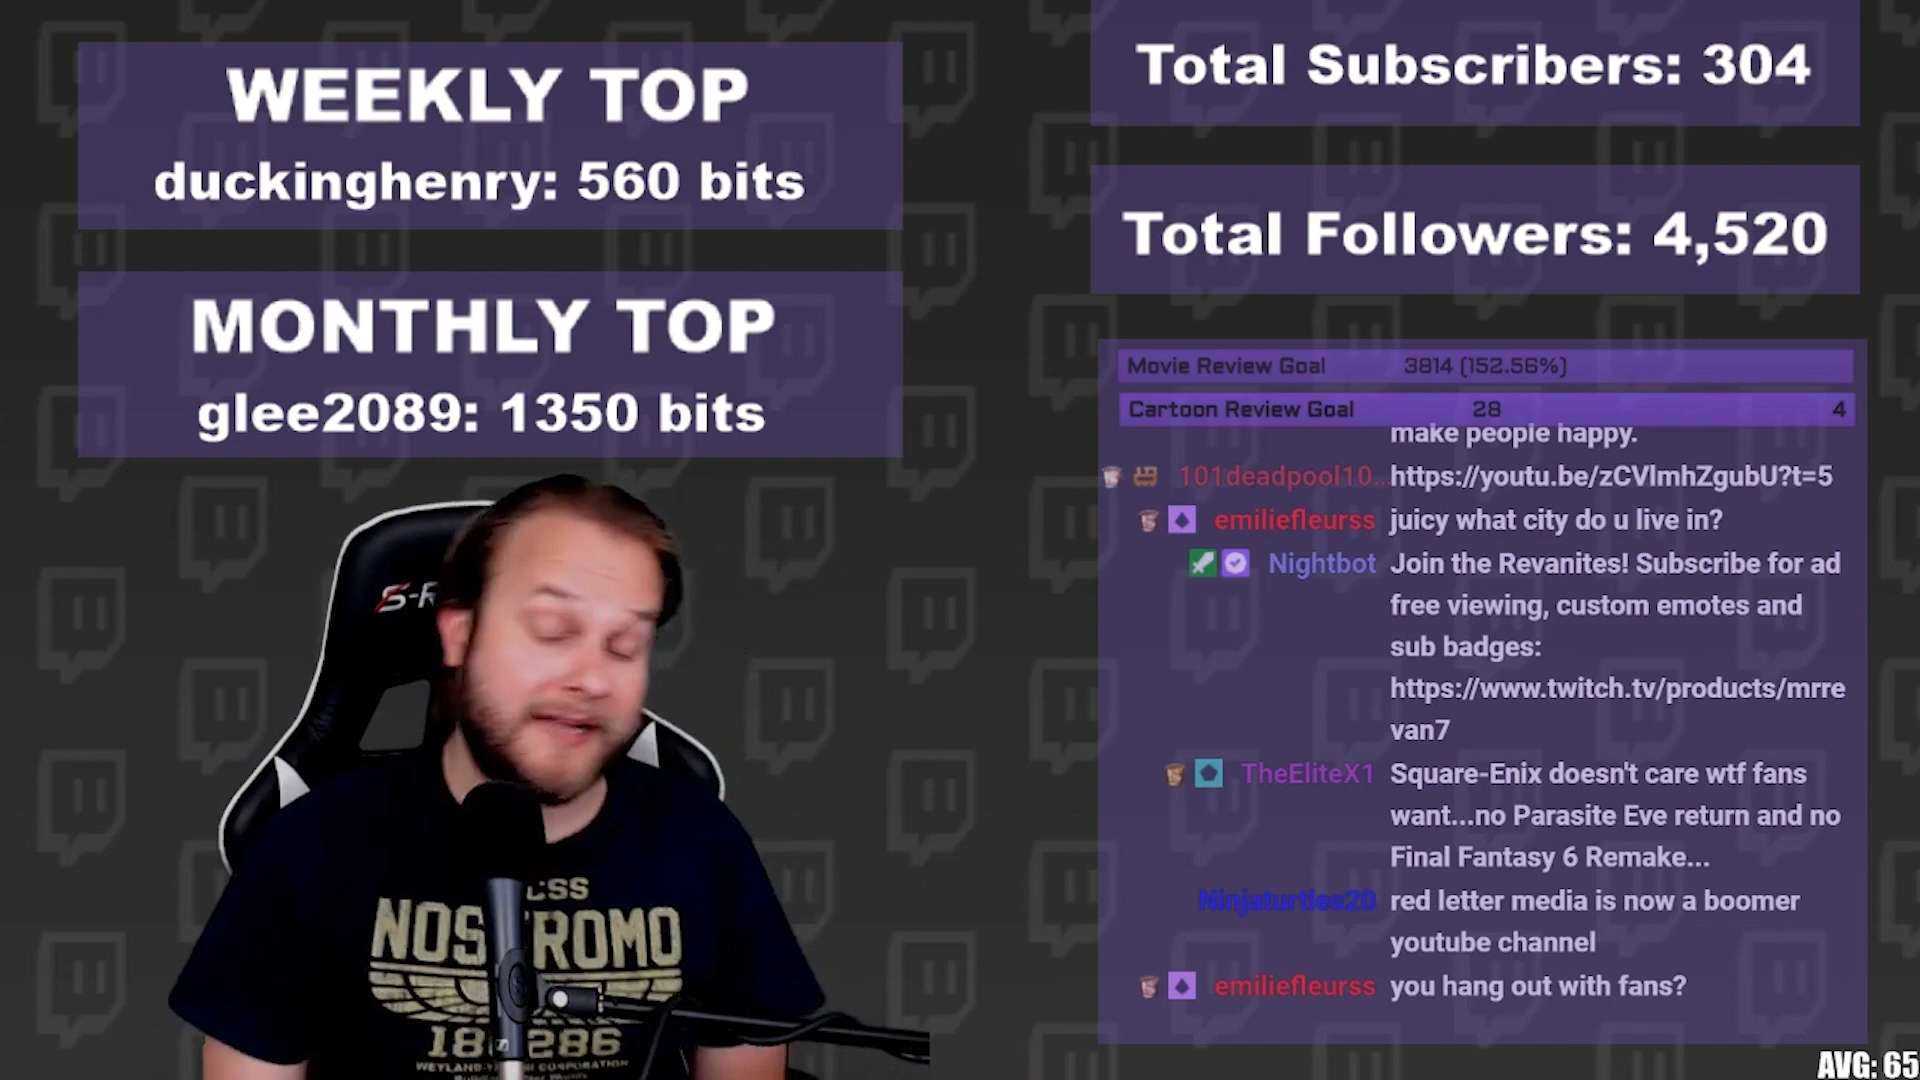 WEEKLY TOP
duckinghenry: 560 bits
MONTHLY TOP
glee2089: 1350 bits
Total Subscribers: 304
Total Followers: 4,520
Movie Review Goal 3814 (152.56%)
Cartoon Review Goal 28 4
make people happy.
101deadpool10... https://youtu.be/zCVlmhZgubU?t=5
emiliefleurss juicy what city do u live in?
Nightbot Join the Revanites! Subscribe for ad
free viewing, custom emotes and
sub badges:
https://www.twitch.tv/products/mrre
van7
TheEliteX1 Square-Enix doesn't care wtf fans
want...no Parasite Eve return and no
Final Fantasy 6 Remake...
Ninjaturtles20 red letter media is now a boomer
youtube channel
emiliefleurss you hang out with fans?
AVG: 65